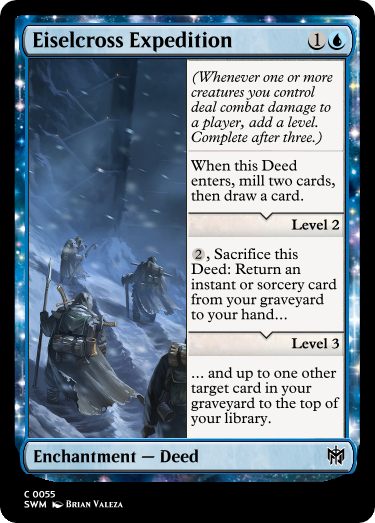 Eiselcross Expedition 1
(Whenever one or more
creatures you control
deal combat damage to
a player, add a level.
Complete after three.)
When this Deed
enters, mill two cards,
then draw a card.
Level 2
2, Sacrifice this
Deed: Return an
instant or sorcery card
from your graveyard
to your hand...
Level 3
... and up to one other
target card in your
graveyard to the top of
your library.
Enchantment — Deed
C 0055
SWM BRIAN VALEZA